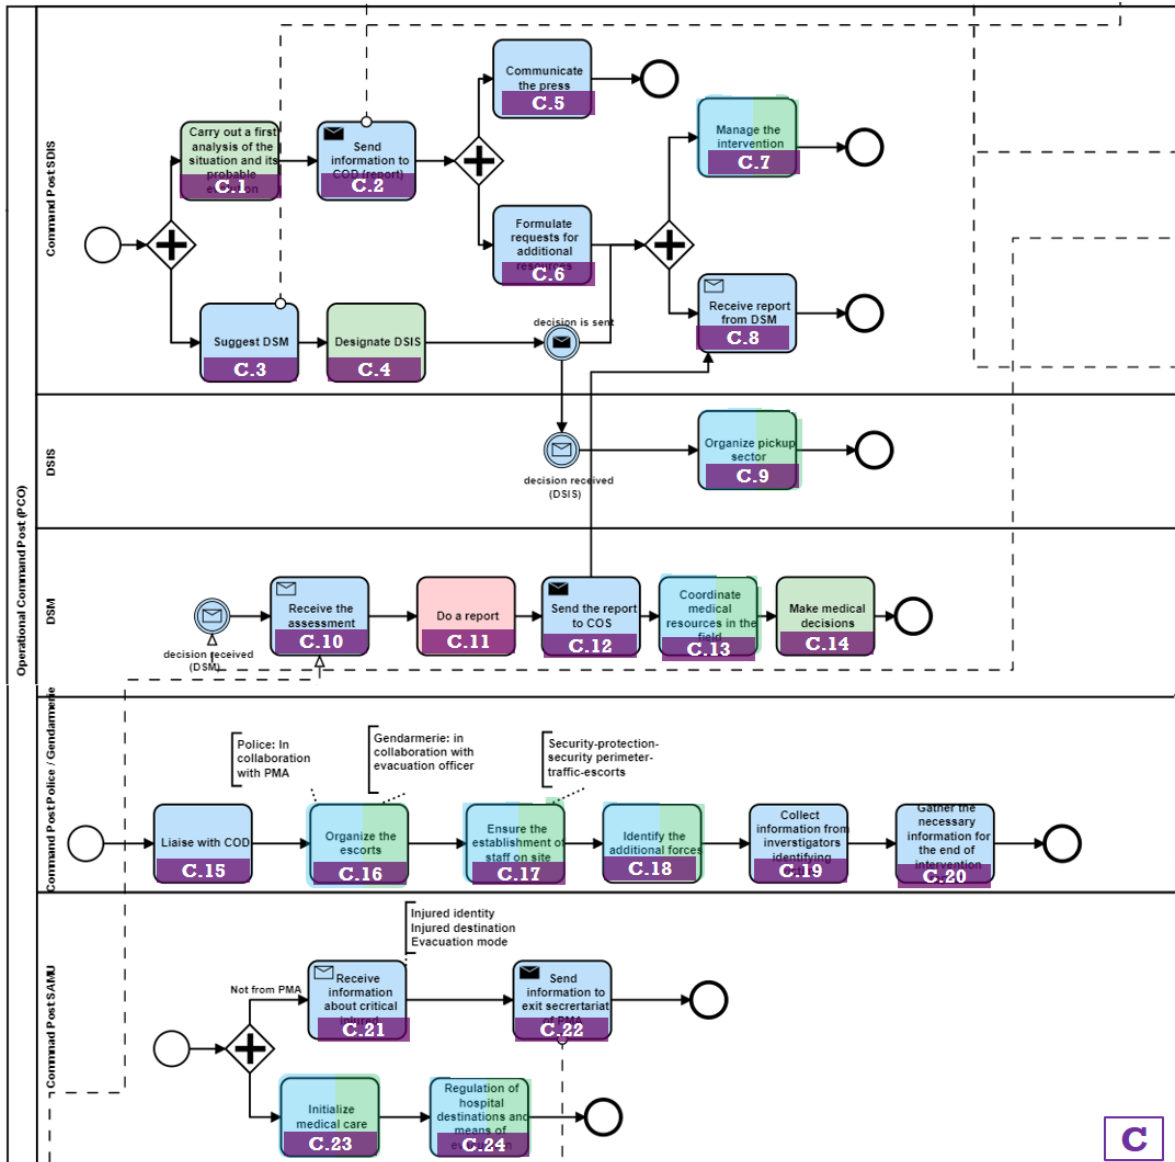 Operational Command Post (PCO)
Command Post SDIS
Carry out a first
analysis of the
situation and its
probable
C.1
Send
information to
COD (report)
C.2
Communicate
the press
C.5
Manage the
intervention
C.7
Formulate
requests for
additional
resources
C.6
Receive report
from DSM
C.8
Suggest DSM
C.3
Designate DSIS
C.4
decision is sent
DSIS
decision received
(DSIS)
Organize pickup
sector
C.9
DSM
decision received
(DSM)
Receive the
assessment
C.10
Do a report
C.11
Send the report
to COS
C.12
Coordinate
medical
resources in the
field
C.13
Make medical
decisions
C.14
Command Post Police / Gendarmerie
Police: In
collaboration
with PMA
Gendarmerie: in
collaboration with
evacuation officer
Security-protection-
security perimeter-
traffic-escorts
Liaise with COD
C.15
Organize the
escorts
C.16
Ensure the
establishment of
staff on site
C.17
Identify the
additional forces
C.18
Collect
information from
inverstigators
identifying
C.19
Gather the
necessary
information for
the end of
intervention
C.20
Commnad Post SAMU
Not from PMA
Injured identity
Injured destination
Evacuation mode
Receive
information
about critical
injured
C.21
Send
information to
exit secrertariat
of PMA
C.22
Initialize
medical care
C.23
Regulation of
hospital
destinations and
means of
C.24
C